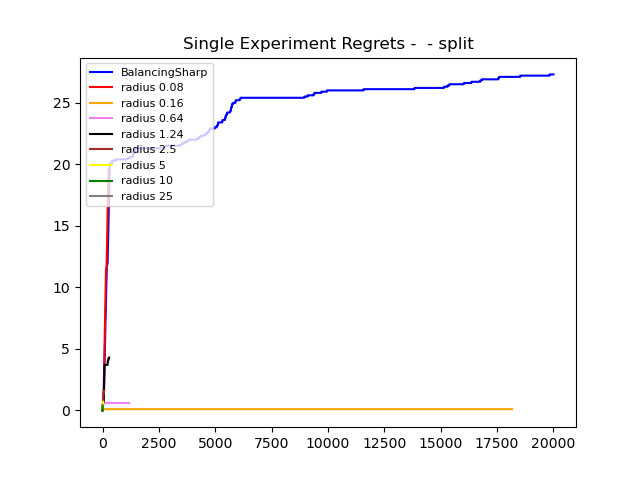 Single Experiment Regrets -  - split
BalancingSharp
radius 0.08
radius 0.16
radius 0.64
radius 1.24
radius 2.5
radius 5
radius 10
radius 25
25
20
15
10
5
0
0 2500 5000 7500 10000 12500 15000 17500 20000